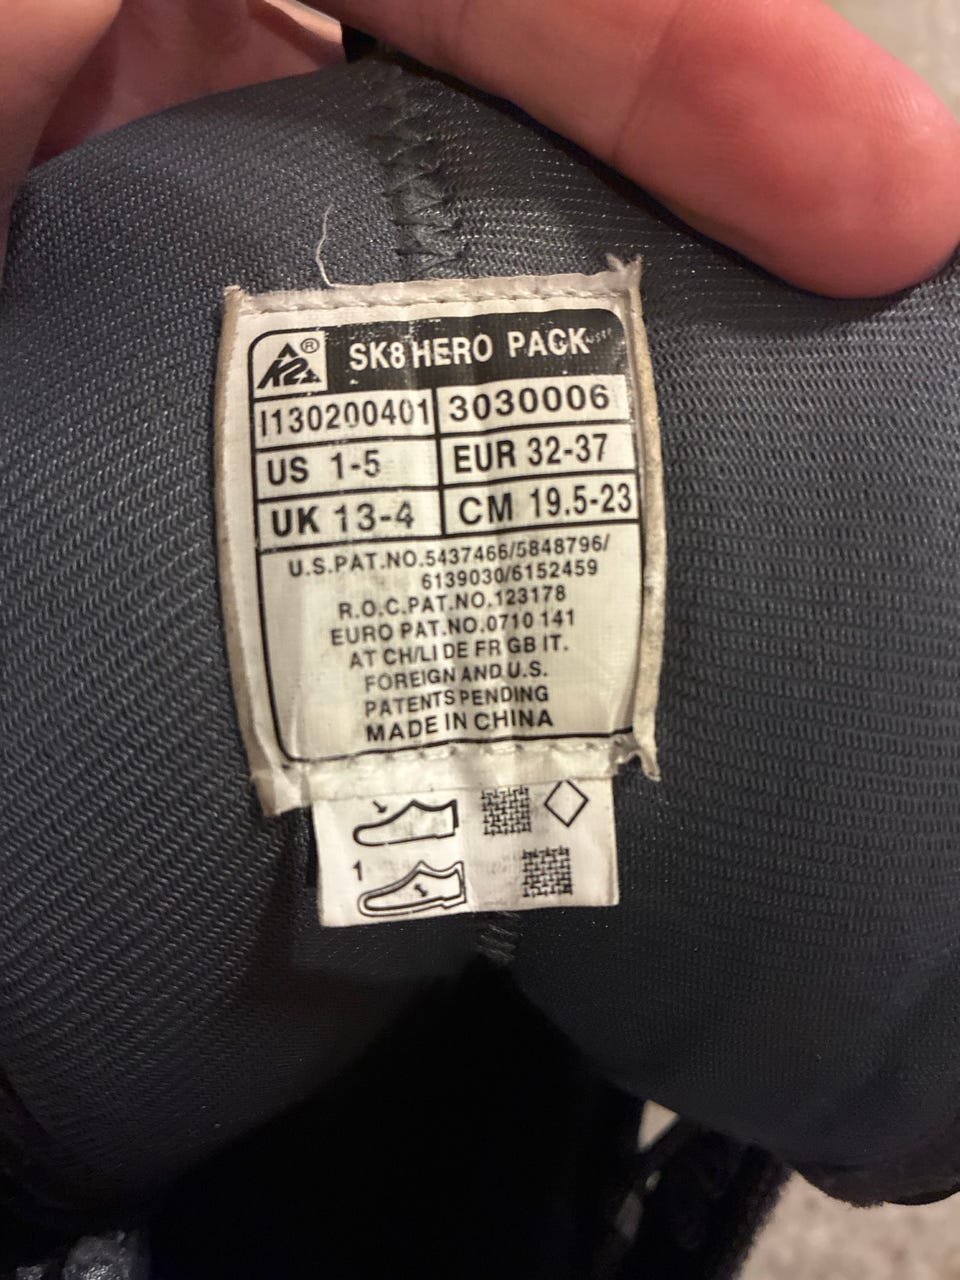 K2® SK8 HERO PACK
I130200401 3030006
US 1-5 EUR 32-37
UK 13-4 CM 19.5-23
U.S.PAT.NO.5437466/5848796/
6139030/6152459
R.O.C.PAT.NO.123178
EURO PAT.NO.0710 141
AT CH/LI DE FR GB IT.
FOREIGN AND U.S.
PATENTS PENDING
MADE IN CHINA
1